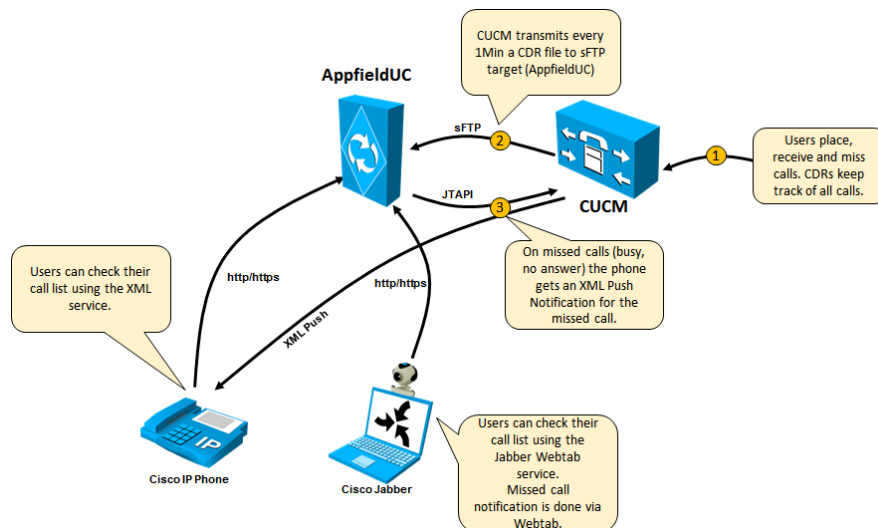 CUCM transmits every
1Min a CDR file to sFTP
target (AppfieldUC)
AppfieldUC
sFTP
2
1
Users place,
receive and miss
calls. CDRs keep
track of all calls.
JTAPI
3
CUCM
On missed calls (busy,
no answer) the phone
gets an XML Push
Notification for the
missed call.
Users can check their
call list using the XML
service.
http/https
http/https
XML Push
IP
Cisco IP Phone
Cisco Jabber
Users can check their
call list using the
Jabber Webtab
service.
Missed call
notification is done via
Webtab.